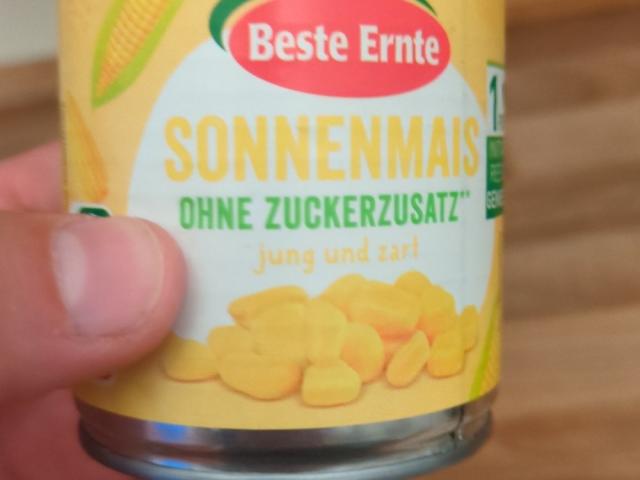 Beste Ernte
SONNENMAIS
OHNE ZUCKERZUSATZ**
jung und zart